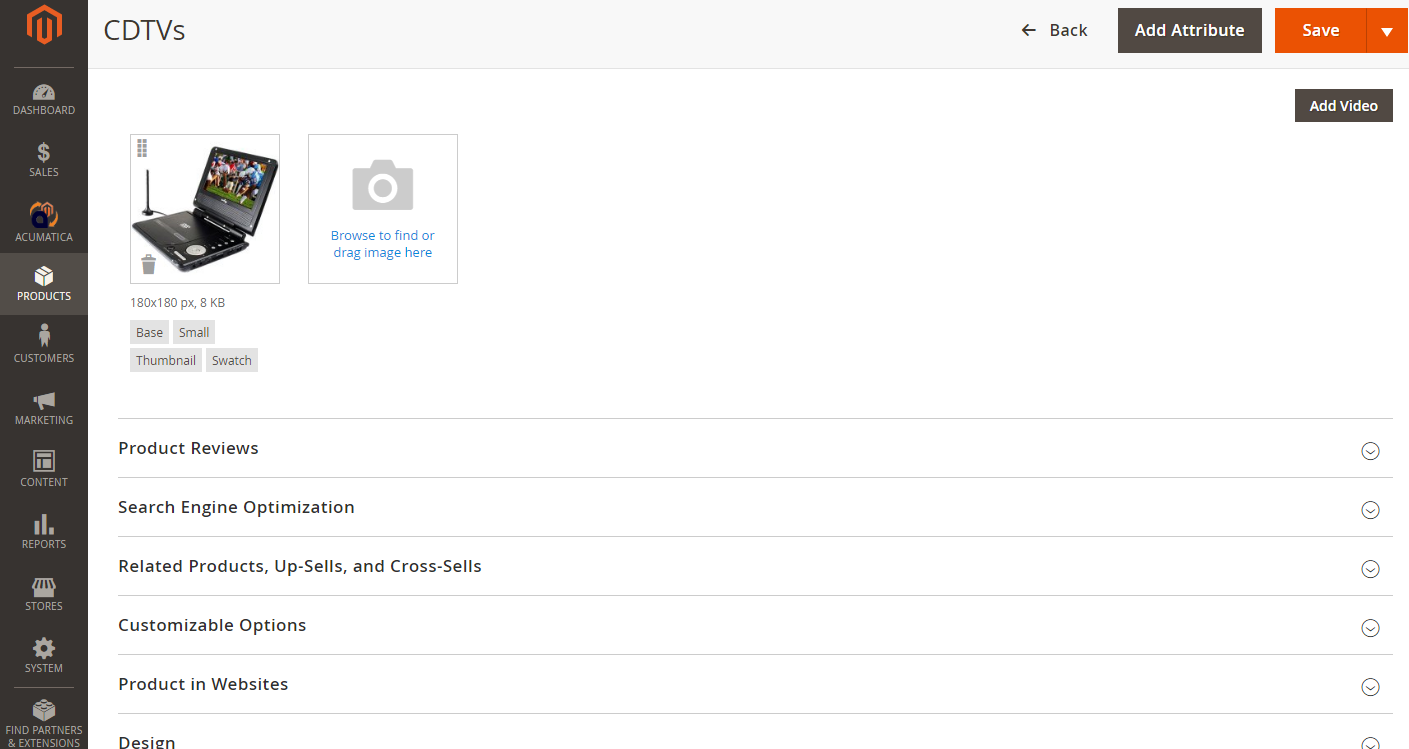 CDTVs
Back
Add Attribute
Save
DASHBOARD
SALES
ACUMATICA
PRODUCTS
CUSTOMERS
MARKETING
CONTENT
REPORTS
STORES
SYSTEM
FIND PARTNERS
& EXTENSIONS
Add Video
Browse to find or
drag image here
180x180 px, 8 KB
Base Small
Thumbnail Swatch
Product Reviews
Search Engine Optimization
Related Products, Up-Sells, and Cross-Sells
Customizable Options
Product in Websites
Design